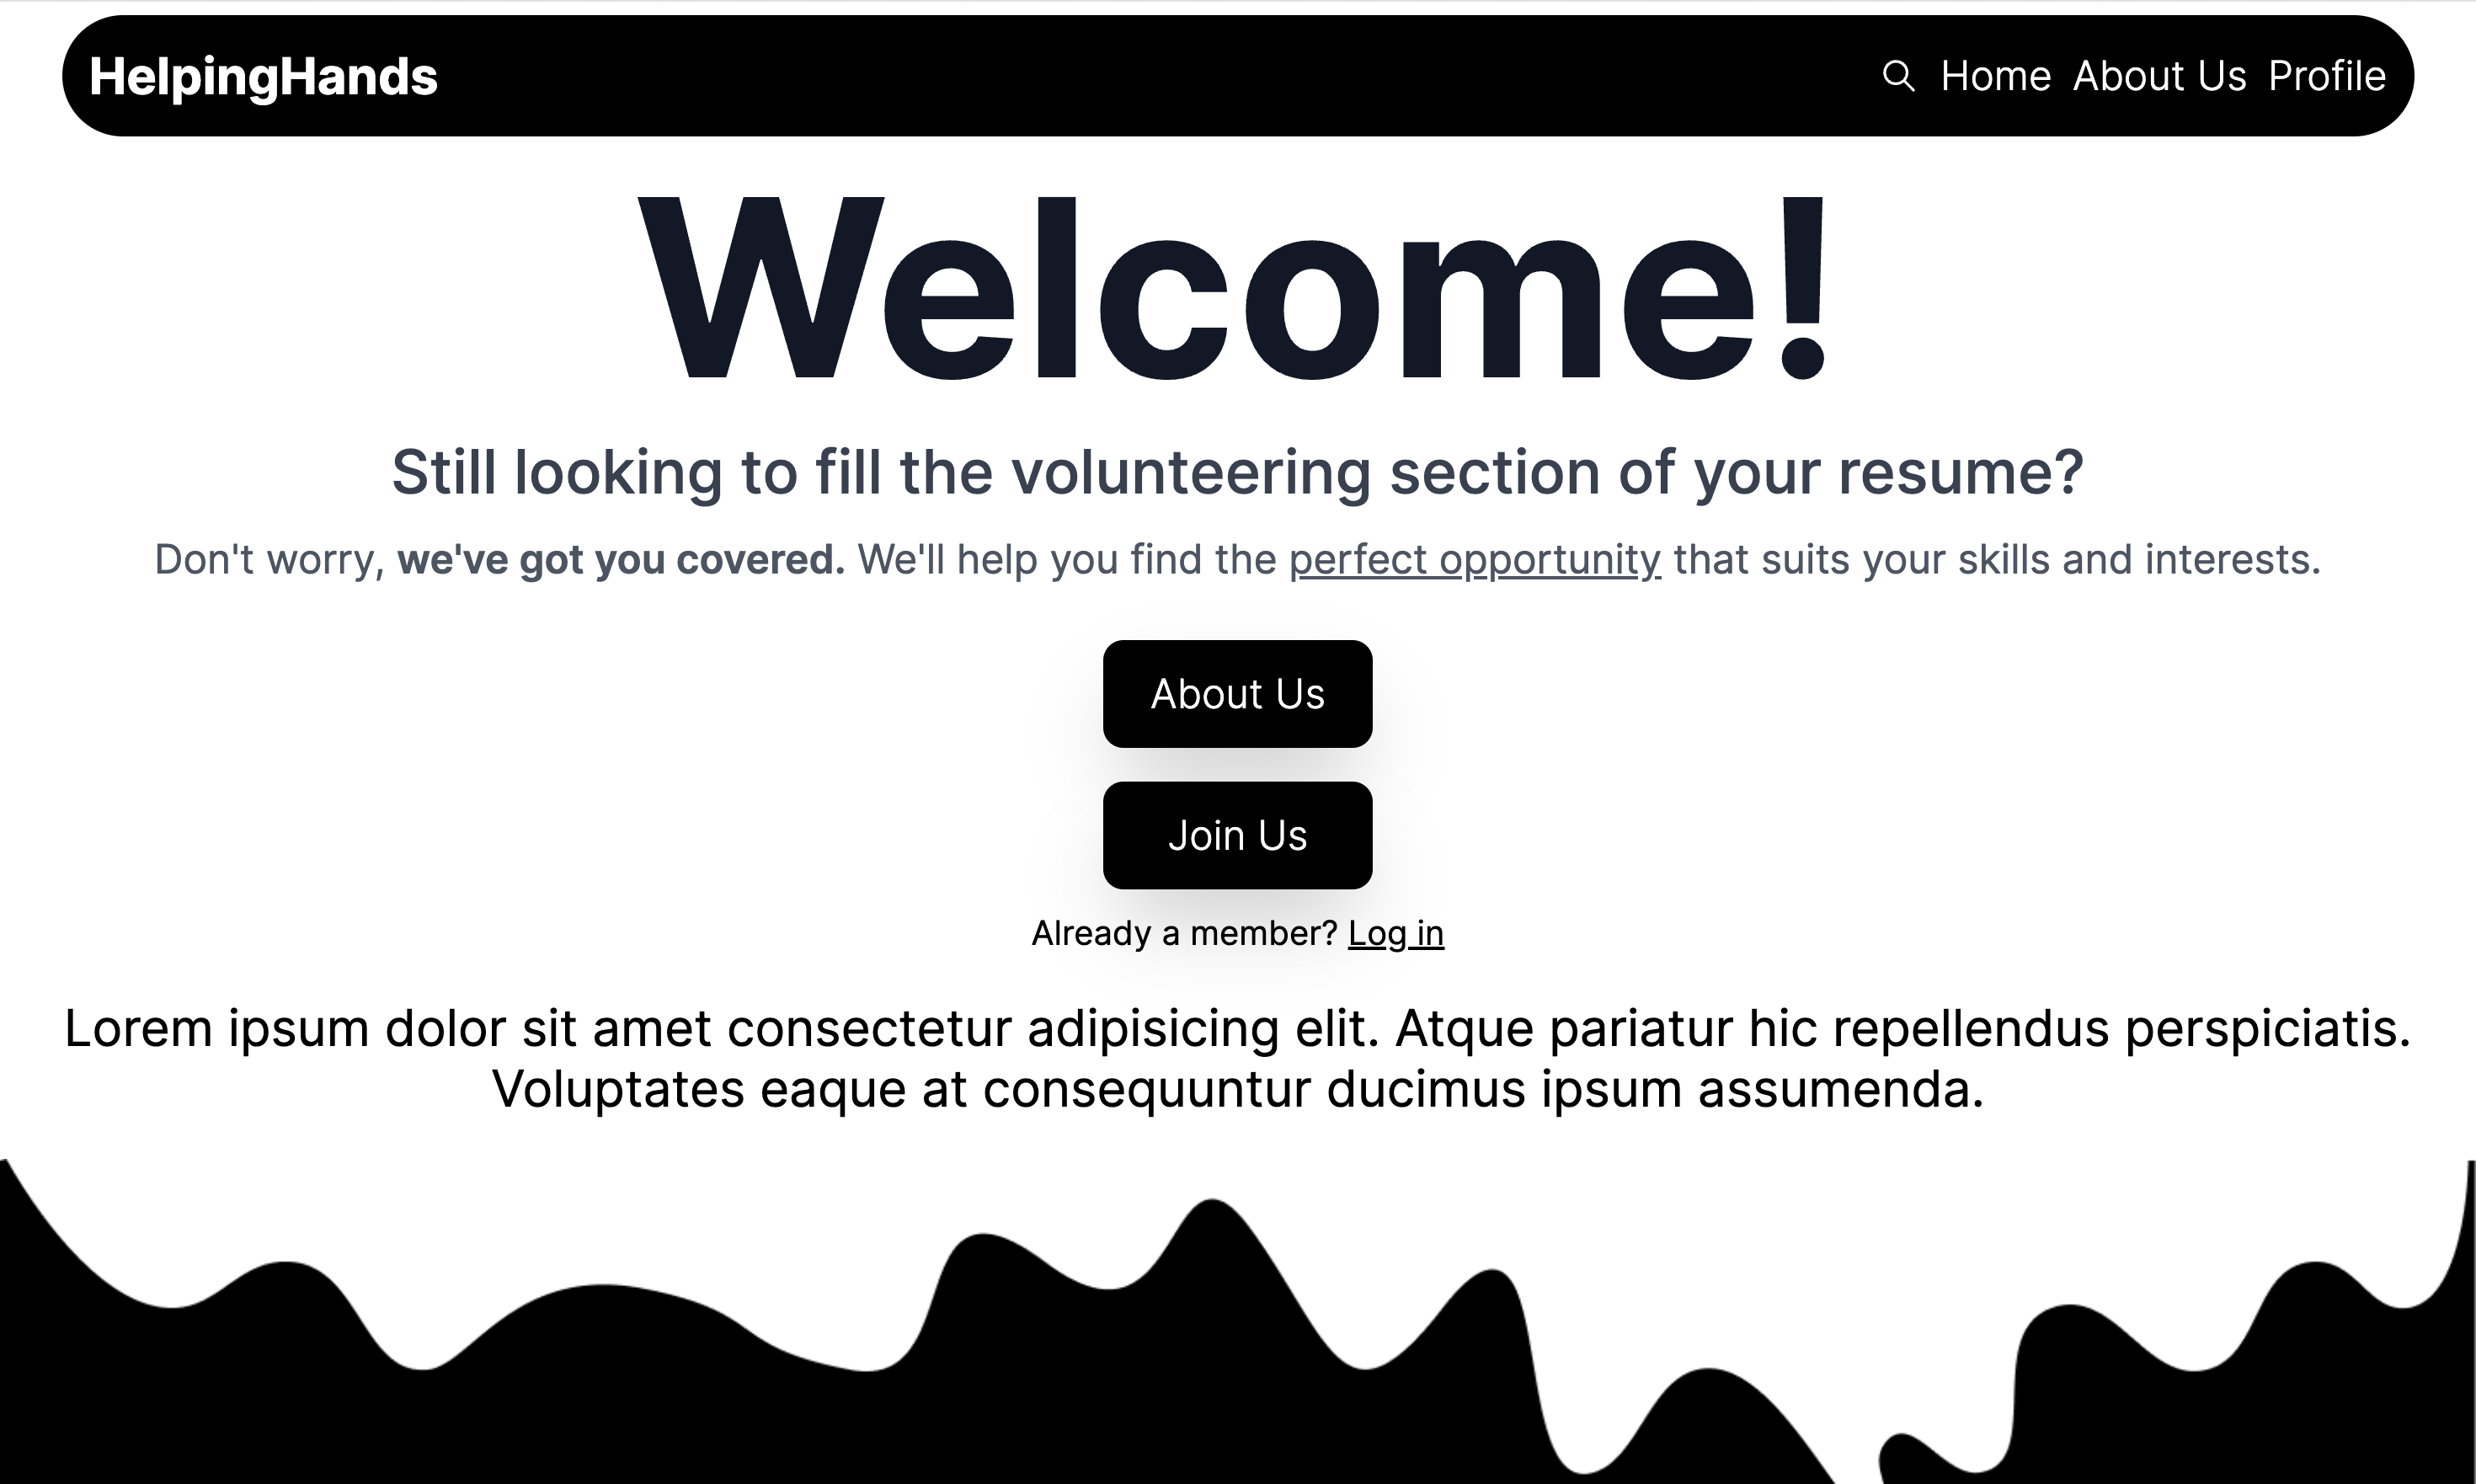 HelpingHands
Home About Us Profile
Welcome!
Still looking to fill the volunteering section of your resume?
Don't worry, we've got you covered. We'll help you find the perfect opportunity that suits your skills and interests.
About Us
Join Us
Already a member? Log in
Lorem ipsum dolor sit amet consectetur adipisicing elit. Atque pariatur hic repellendus perspiciatis.
Voluptates eaque at consequuntur ducimus ipsum assumenda.